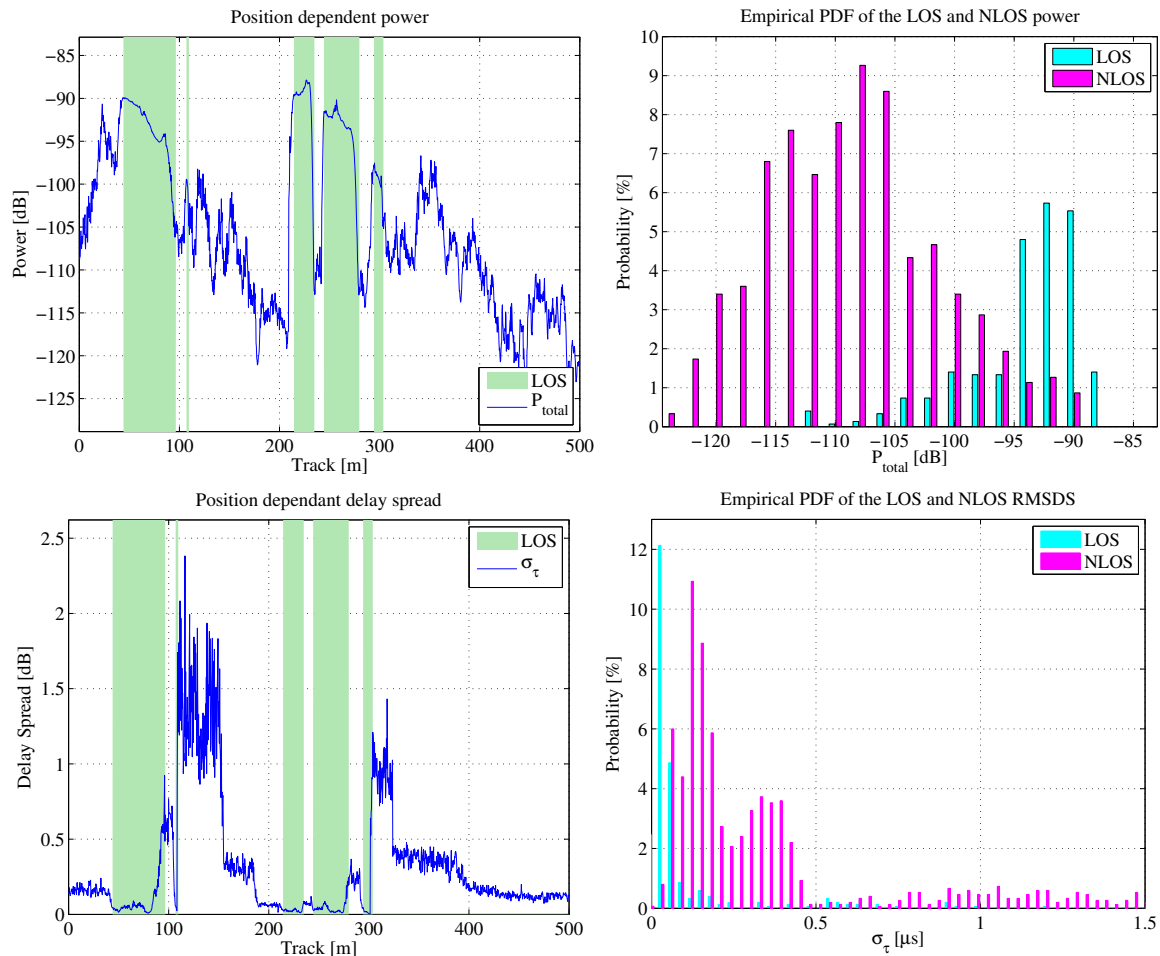 Position dependent power
−85
−90
−95
−100
−105
−110
−115
−120
−125
Power [dB]
0
100
200
300
400
500
Track [m]
LOS
P_total
Empirical PDF of the LOS and NLOS power
10
9
8
7
6
5
4
3
2
1
0
Probability [%]
−120
−115
−110
−105
−100
−95
−90
−85
P_total [dB]
LOS
NLOS
Position dependant delay spread
2.5
2
1.5
1
0.5
0
Delay Spread [dB]
0
100
200
300
400
500
Track [m]
LOS
σ_τ
Empirical PDF of the LOS and NLOS RMSDS
12
10
8
6
4
2
0
Probability [%]
0
0.5
1
1.5
σ_τ [μs]
LOS
NLOS